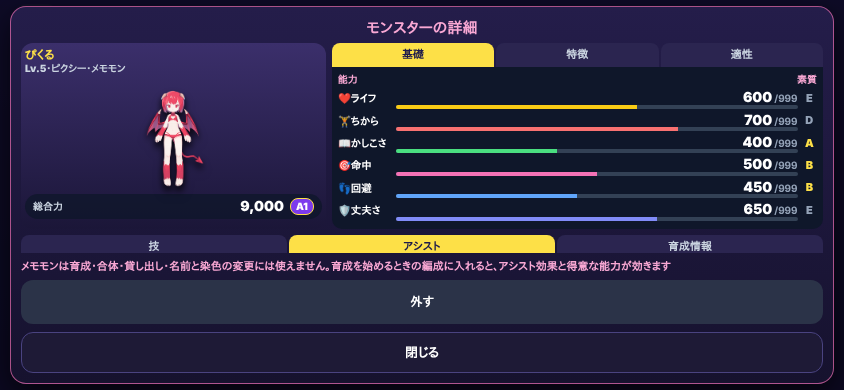 モンスターの詳細
ぴくる
Lv.5・ピクシー・メモモン
総合力 9,000 A1
基礎 特徴 適性
能力 素質
ライフ 600 /999 E
ちから 700 /999 D
かしこさ 400 /999 A
命中 500 /999 B
回避 450 /999 B
丈夫さ 650 /999 E
技 アシスト 育成情報
メモモンは育成・合体・貸し出し・名前と染色の変更には使えません。育成を始めるときの編成に入れると、アシスト効果と得意な能力が効きます
外す
閉じる